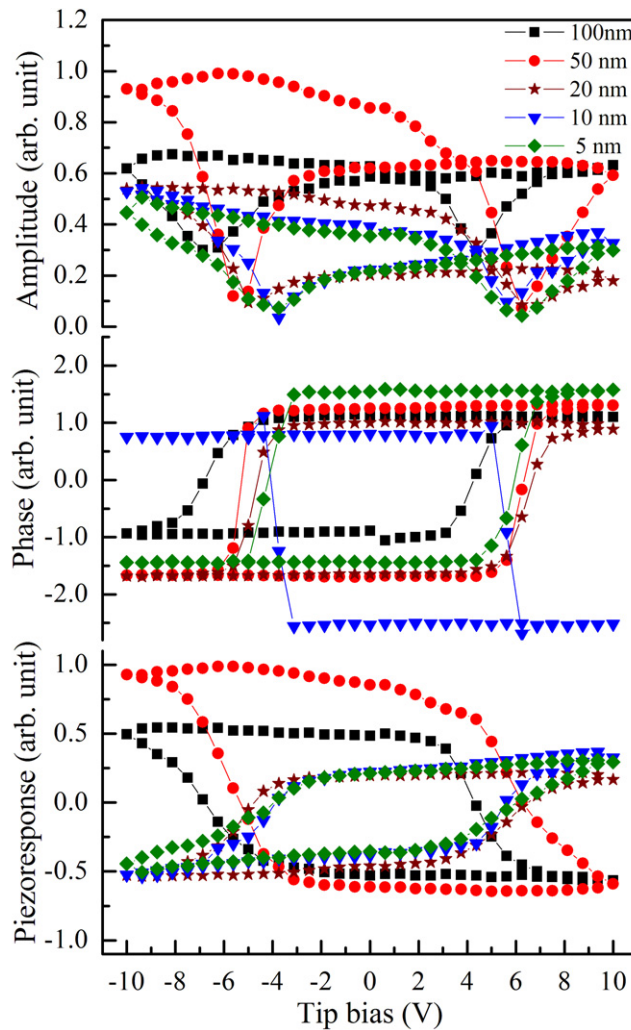 1.2
1.0
0.8
0.6
0.4
0.2
0.0
Amplitude (arb. unit)
100nm
50 nm
20 nm
10 nm
5 nm
2.0
1.0
0.0
-1.0
-2.0
Phase (arb. unit)
1.0
0.5
0.0
-0.5
-1.0
Piezoresponse (arb. unit)
-10 -8 -6 -4 -2 0 2 4 6 8 10
Tip bias (V)